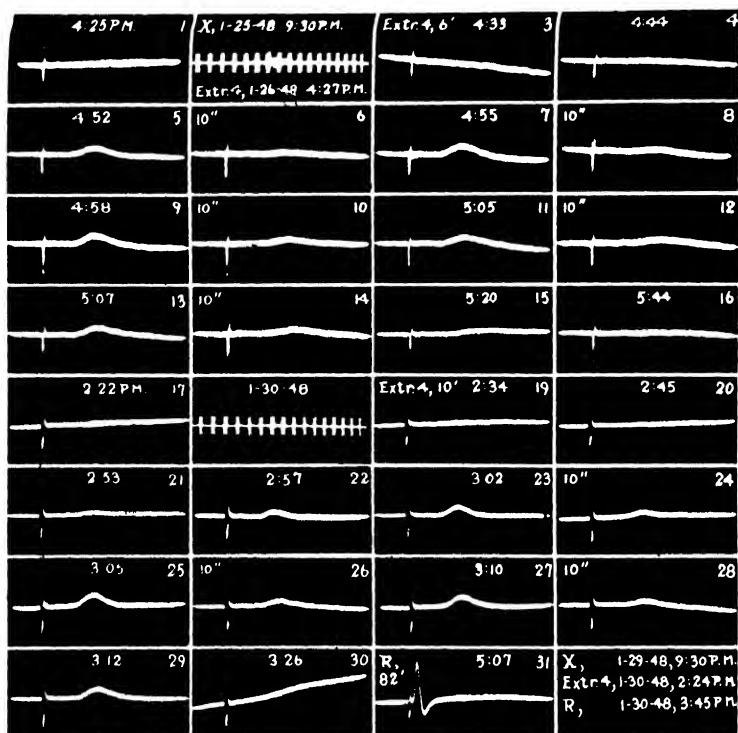 4:25 P.M. 1
X, 1-25-48 9:30 P.M.
Extr. 4, 1-26-48 4:27 P.M.
Extr. 4, 6' 4:33 3
4:44 4
4 52 5
10" 6
4:55 7
10" 8
4:58 9
10" 10
5:05 11
10" 12
5:07 13
10" 14
5:20 15
5:44 16
2 22 P.M. 17
1-30-48
Extr. 4, 10' 2:34 19
2:45 20
2 53 21
2:57 22
3 02 23
10" 24
3 05 25
10" 26
3:10 27
10" 28
3 12 29
3 26 30
R, 5:07 31
82'
X, 1-29-48, 9:30 P.M.
Extr. 4, 1-30-48, 2:24 P.M.
R, 1-30-48, 3:45 P.M.